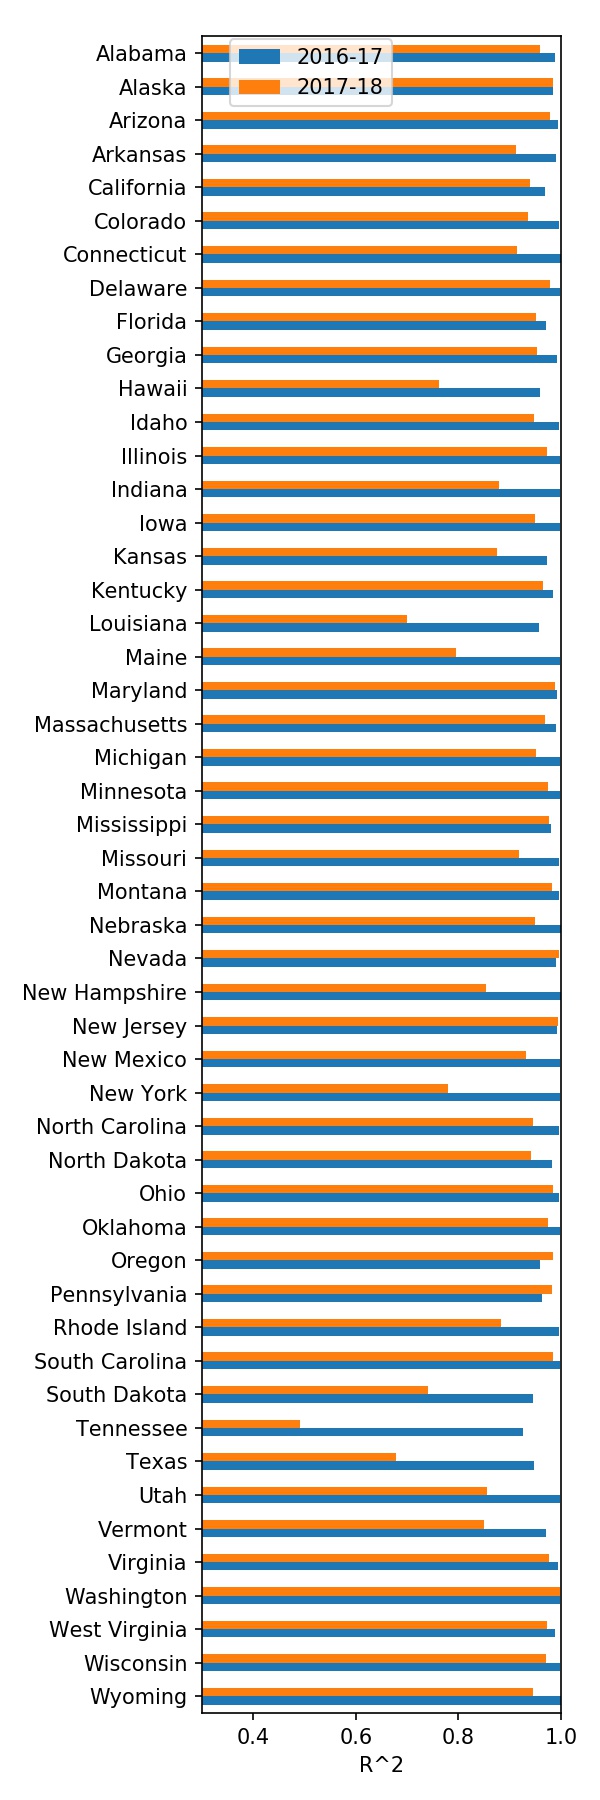 2016-17
2017-18
Alabama
Alaska
Arizona
Arkansas
California
Colorado
Connecticut
Delaware
Florida
Georgia
Hawaii
Idaho
Illinois
Indiana
Iowa
Kansas
Kentucky
Louisiana
Maine
Maryland
Massachusetts
Michigan
Minnesota
Mississippi
Missouri
Montana
Nebraska
Nevada
New Hampshire
New Jersey
New Mexico
New York
North Carolina
North Dakota
Ohio
Oklahoma
Oregon
Pennsylvania
Rhode Island
South Carolina
South Dakota
Tennessee
Texas
Utah
Vermont
Virginia
Washington
West Virginia
Wisconsin
Wyoming
0.4 0.6 0.8 1.0
R^2